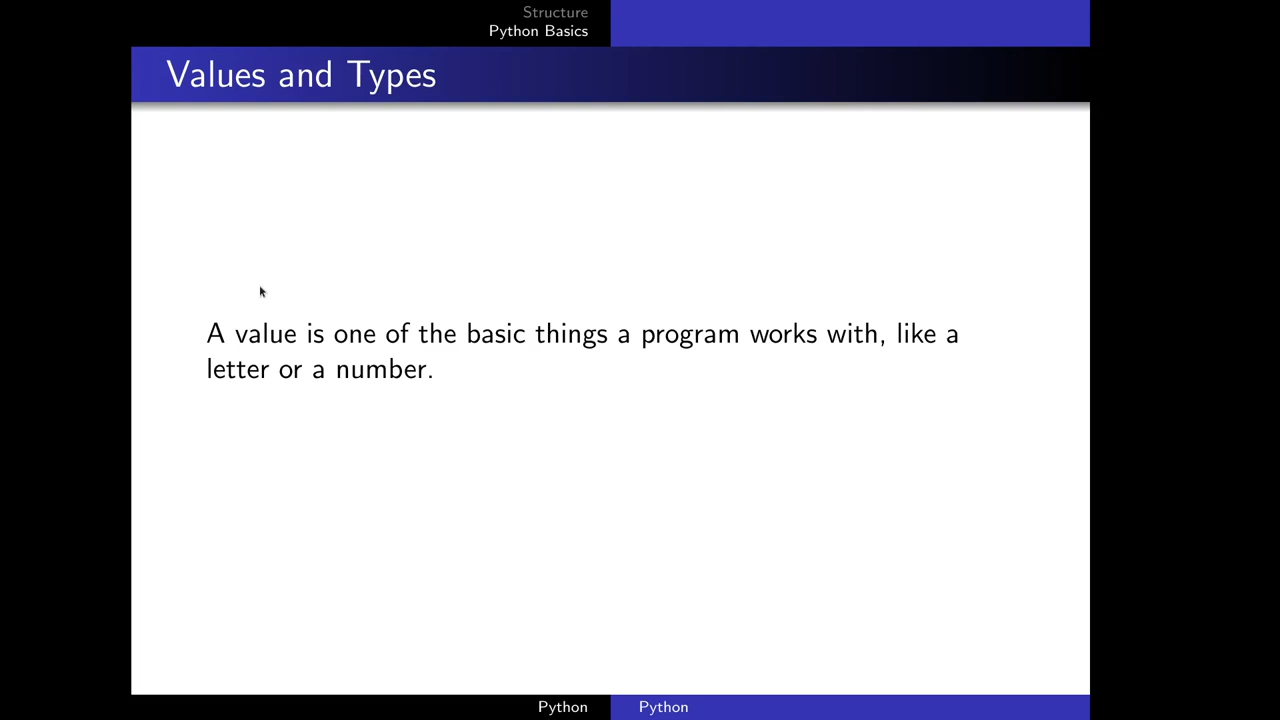 Structure
Python Basics
Values and Types
A value is one of the basic things a program works with, like a
letter or a number.
Python
Python